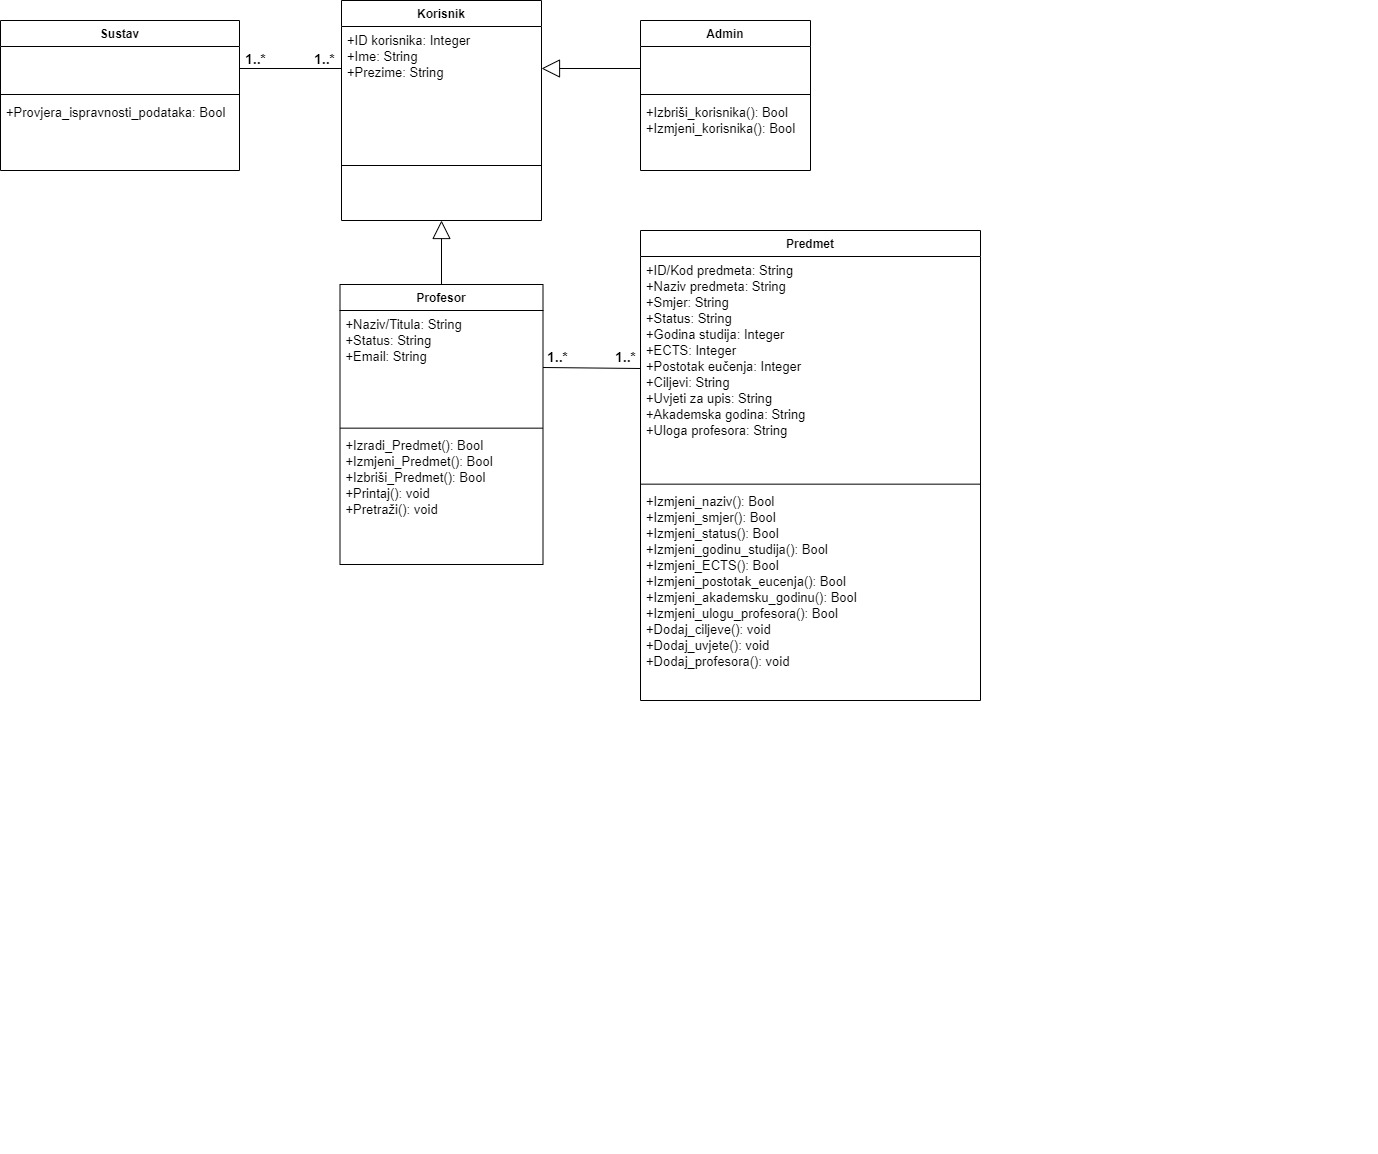 Sustav
+Provjera_ispravnosti_podataka: Bool
1..*
1..*
Korisnik
+ID korisnika: Integer
+Ime: String
+Prezime: String
Admin
+Izbriši_korisnika(): Bool
+Izmjeni_korisnika(): Bool
Profesor
+Naziv/Titula: String
+Status: String
+Email: String
+Izradi_Predmet(): Bool
+Izmjeni_Predmet(): Bool
+Izbriši_Predmet(): Bool
+Printaj(): void
+Pretraži(): void
1..*
1..*
Predmet
+ID/Kod predmeta: String
+Naziv predmeta: String
+Smjer: String
+Status: String
+Godina studija: Integer
+ECTS: Integer
+Postotak eučenja: Integer
+Ciljevi: String
+Uvjeti za upis: String
+Akademska godina: String
+Uloga profesora: String
+Izmjeni_naziv(): Bool
+Izmjeni_smjer(): Bool
+Izmjeni_status(): Bool
+Izmjeni_godinu_studija(): Bool
+Izmjeni_ECTS(): Bool
+Izmjeni_postotak_eucenja(): Bool
+Izmjeni_akademsku_godinu(): Bool
+Izmjeni_ulogu_profesora(): Bool
+Dodaj_ciljeve(): void
+Dodaj_uvjete(): void
+Dodaj_profesora(): void